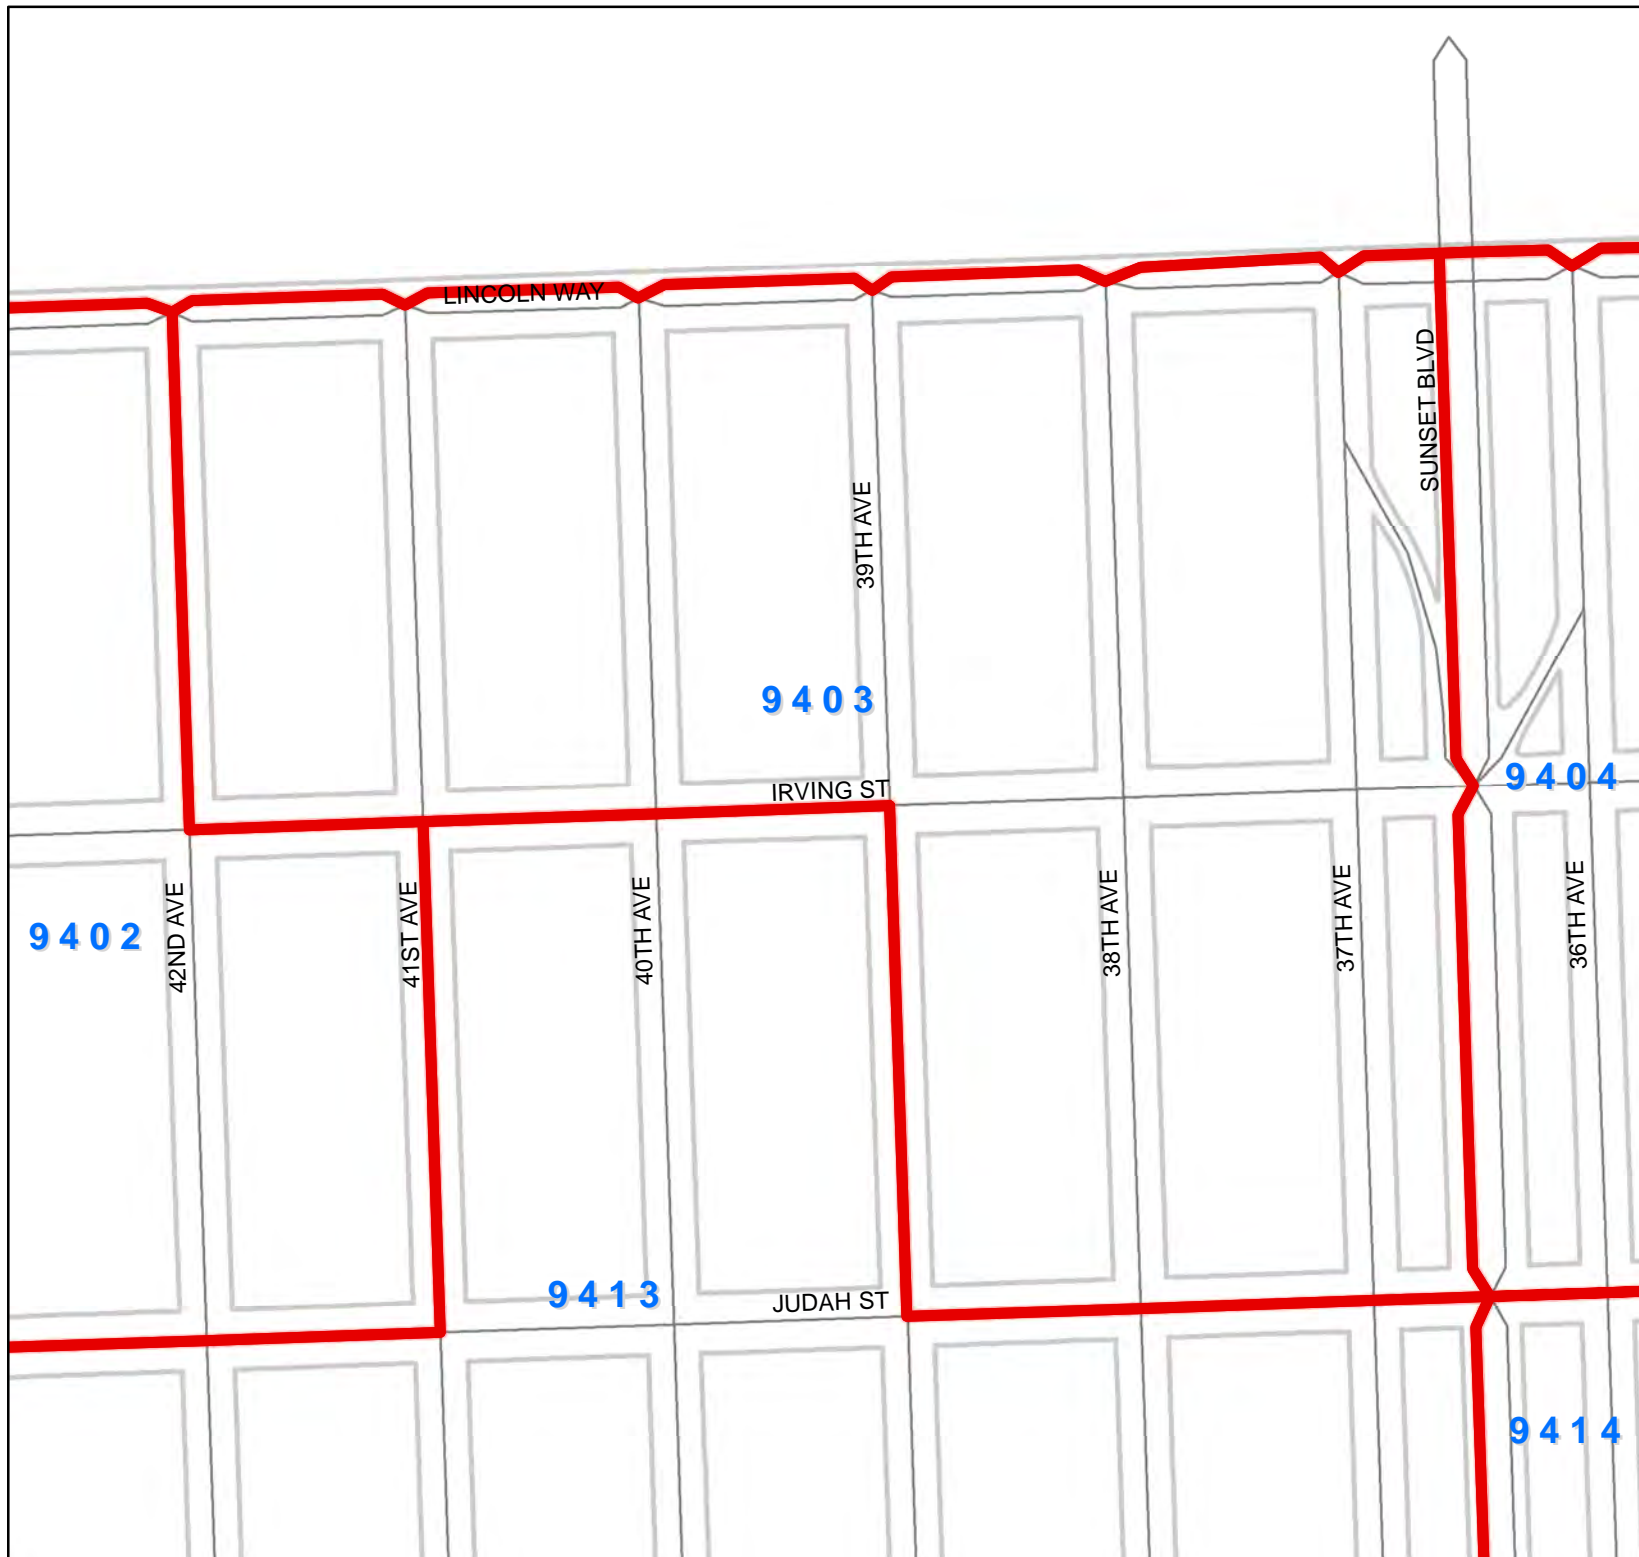 LINCOLN WAY
SUNSET BLVD
39TH AVE
9403
IRVING ST
9404
42ND AVE
41ST AVE
40TH AVE
38TH AVE
37TH AVE
36TH AVE
9402
9413
JUDAH ST
9414